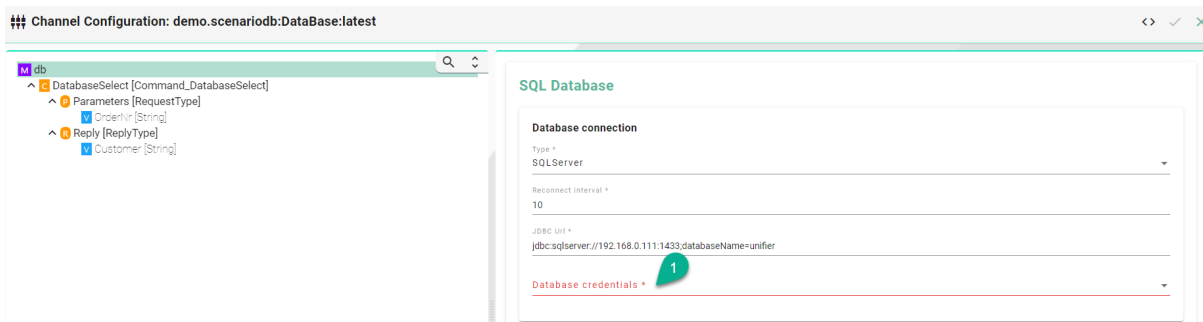 Channel Configuration: demo.scenariodb:DataBase:latest
M db
C DatabaseSelect [Command_DatabaseSelect]
P Parameters [RequestType]
V OrderNr [String]
R Reply [ReplyType]
V Customer [String]
SQL Database
Database connection
Type *
SQLServer
Reconnect interval *
10
JDBC Url *
jdbc:sqlserver://192.168.0.111:1433;databaseName=unifier
1
Database credentials *